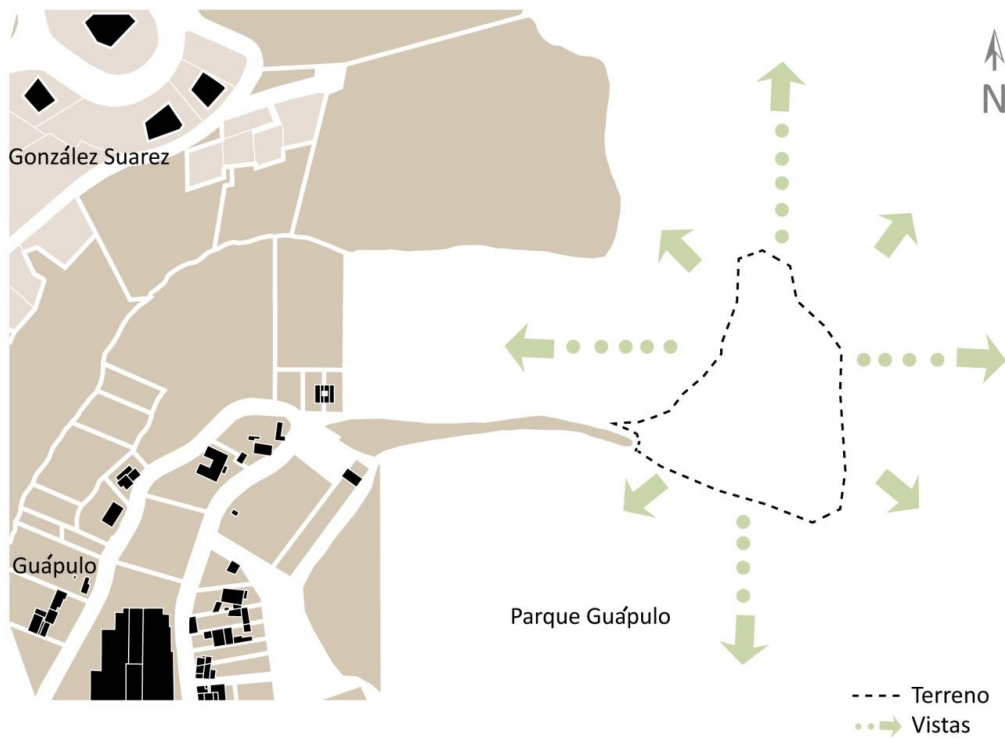 N
González Suarez
Guápulo
Parque Guápulo
Terreno
Vistas